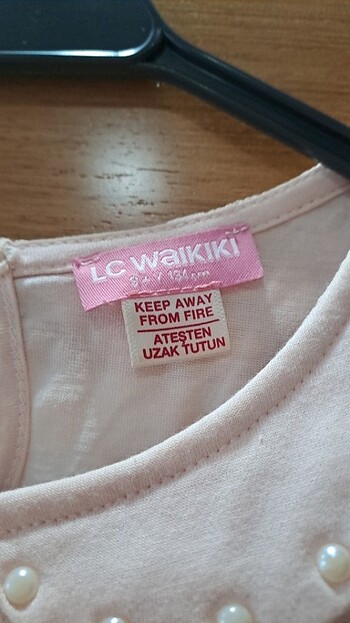 LC WAIKIKI
KEEP AWAY
FROM FIRE
ATEŞTEN
UZAK TUTUN